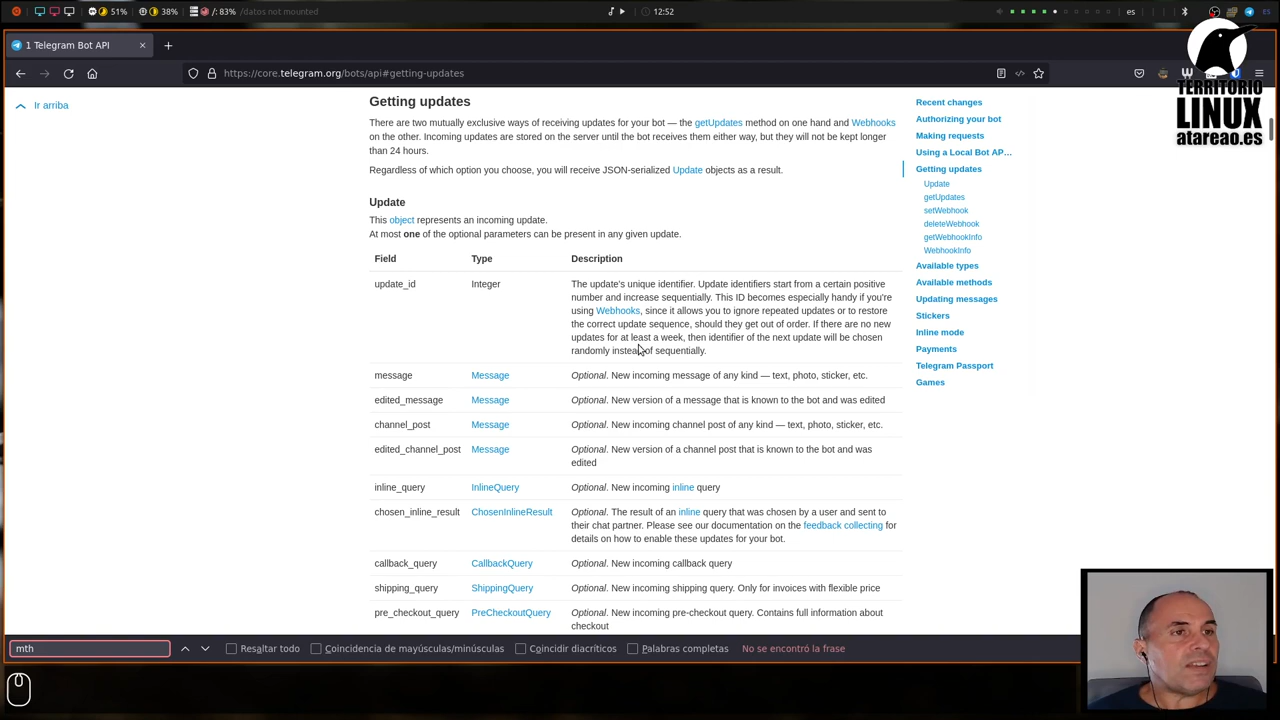 51%
38%
/: 83%
/datos not mounted
12:52
es
ES
1 Telegram Bot API
https://core.telegram.org/bots/api#getting-updates
TERRITORIO
LINUX
atareao.es
Ir arriba
Getting updates
There are two mutually exclusive ways of receiving updates for your bot — the getUpdates method on one hand and Webhooks
on the other. Incoming updates are stored on the server until the bot receives them either way, but they will not be kept longer
than 24 hours.
Regardless of which option you choose, you will receive JSON-serialized Update objects as a result.
Update
This object represents an incoming update.
At most one of the optional parameters can be present in any given update.
Field Type Description
update_id Integer The update's unique identifier. Update identifiers start from a certain positive
number and increase sequentially. This ID becomes especially handy if you're
using Webhooks, since it allows you to ignore repeated updates or to restore
the correct update sequence, should they get out of order. If there are no new
updates for at least a week, then identifier of the next update will be chosen
randomly instead of sequentially.
message Message Optional. New incoming message of any kind — text, photo, sticker, etc.
edited_message Message Optional. New version of a message that is known to the bot and was edited
channel_post Message Optional. New incoming channel post of any kind — text, photo, sticker, etc.
edited_channel_post Message Optional. New version of a channel post that is known to the bot and was
edited
inline_query InlineQuery Optional. New incoming inline query
chosen_inline_result ChosenInlineResult Optional. The result of an inline query that was chosen by a user and sent to
their chat partner. Please see our documentation on the feedback collecting for
details on how to enable these updates for your bot.
callback_query CallbackQuery Optional. New incoming callback query
shipping_query ShippingQuery Optional. New incoming shipping query. Only for invoices with flexible price
pre_checkout_query PreCheckoutQuery Optional. New incoming pre-checkout query. Contains full information about
checkout
Recent changes
Authorizing your bot
Making requests
Using a Local Bot AP…
Getting updates
Update
getUpdates
setWebhook
deleteWebhook
getWebhookInfo
WebhookInfo
Available types
Available methods
Updating messages
Stickers
Inline mode
Payments
Telegram Passport
Games
mth
Resaltar todo
Coincidencia de mayúsculas/minúsculas
Coincidir diacríticos
Palabras completas
No se encontró la frase